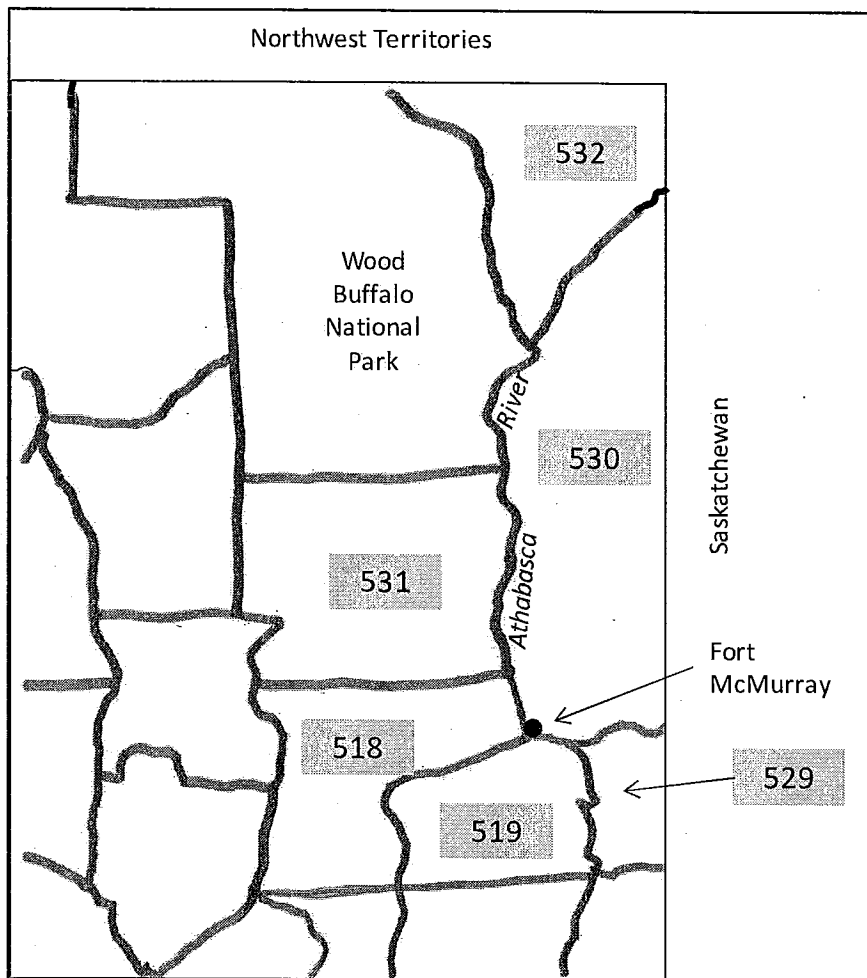 Northwest Territories
532
Wood
Buffalo
National
Park
River
530
Saskatchewan
531
Athabasca
Fort
McMurray
518
529
519